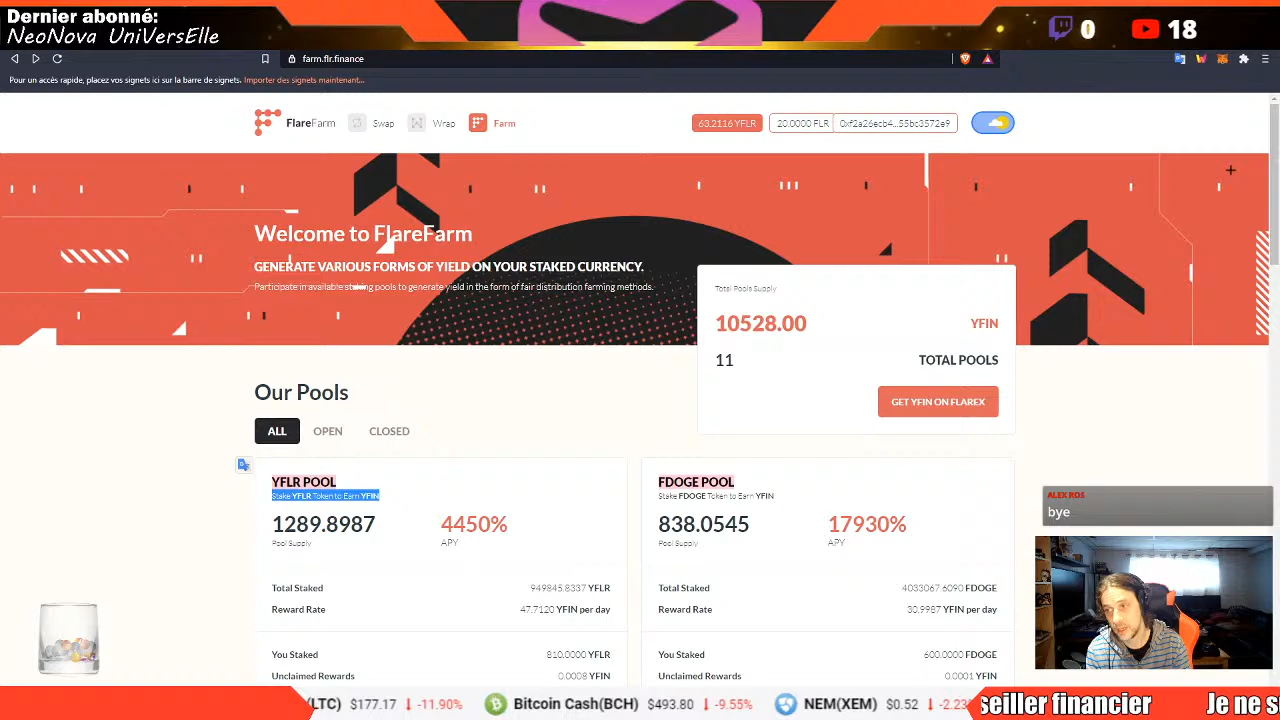 Dernier abonné:
NeoNova UniVersElle
0
18
farm.flr.finance
Pour un accès rapide, placez vos signets ici sur la barre de signets. Importer des signets maintenant...
FlareFarm
Swap
Wrap
Farm
63.2116 YFLR
20.0000 FLR
0xf2a26ecb4...55bc3572e9
Welcome to FlareFarm
GENERATE VARIOUS FORMS OF YIELD ON YOUR STAKED CURRENCY.
Participate in available staking pools to generate yield in the form of fair distribution farming methods.
Total Pools Supply
10528.00 YFIN
11 TOTAL POOLS
GET YFIN ON FLAREX
Our Pools
ALL OPEN CLOSED
YFLR POOL
Stake YFLR Token to Earn YFIN
1289.8987 4450%
Pool Supply APY
Total Staked 949845.8337 YFLR
Reward Rate 47.7120 YFIN per day
You Staked 810.0000 YFLR
Unclaimed Rewards 0.0008 YFIN
FDOGE POOL
Stake FDOGE Token to Earn YFIN
838.0545 17930%
Pool Supply APY
Total Staked 4033067.6090 FDOGE
Reward Rate 30.9987 YFIN per day
You Staked 600.0000 FDOGE
Unclaimed Rewards 0.0001 YFIN
ALEX ROS
bye
(LTC) $177.17 -11.90% Bitcoin Cash(BCH) $493.80 -9.55% NEM(XEM) $0.52 -2.23
seiller financier Je ne s